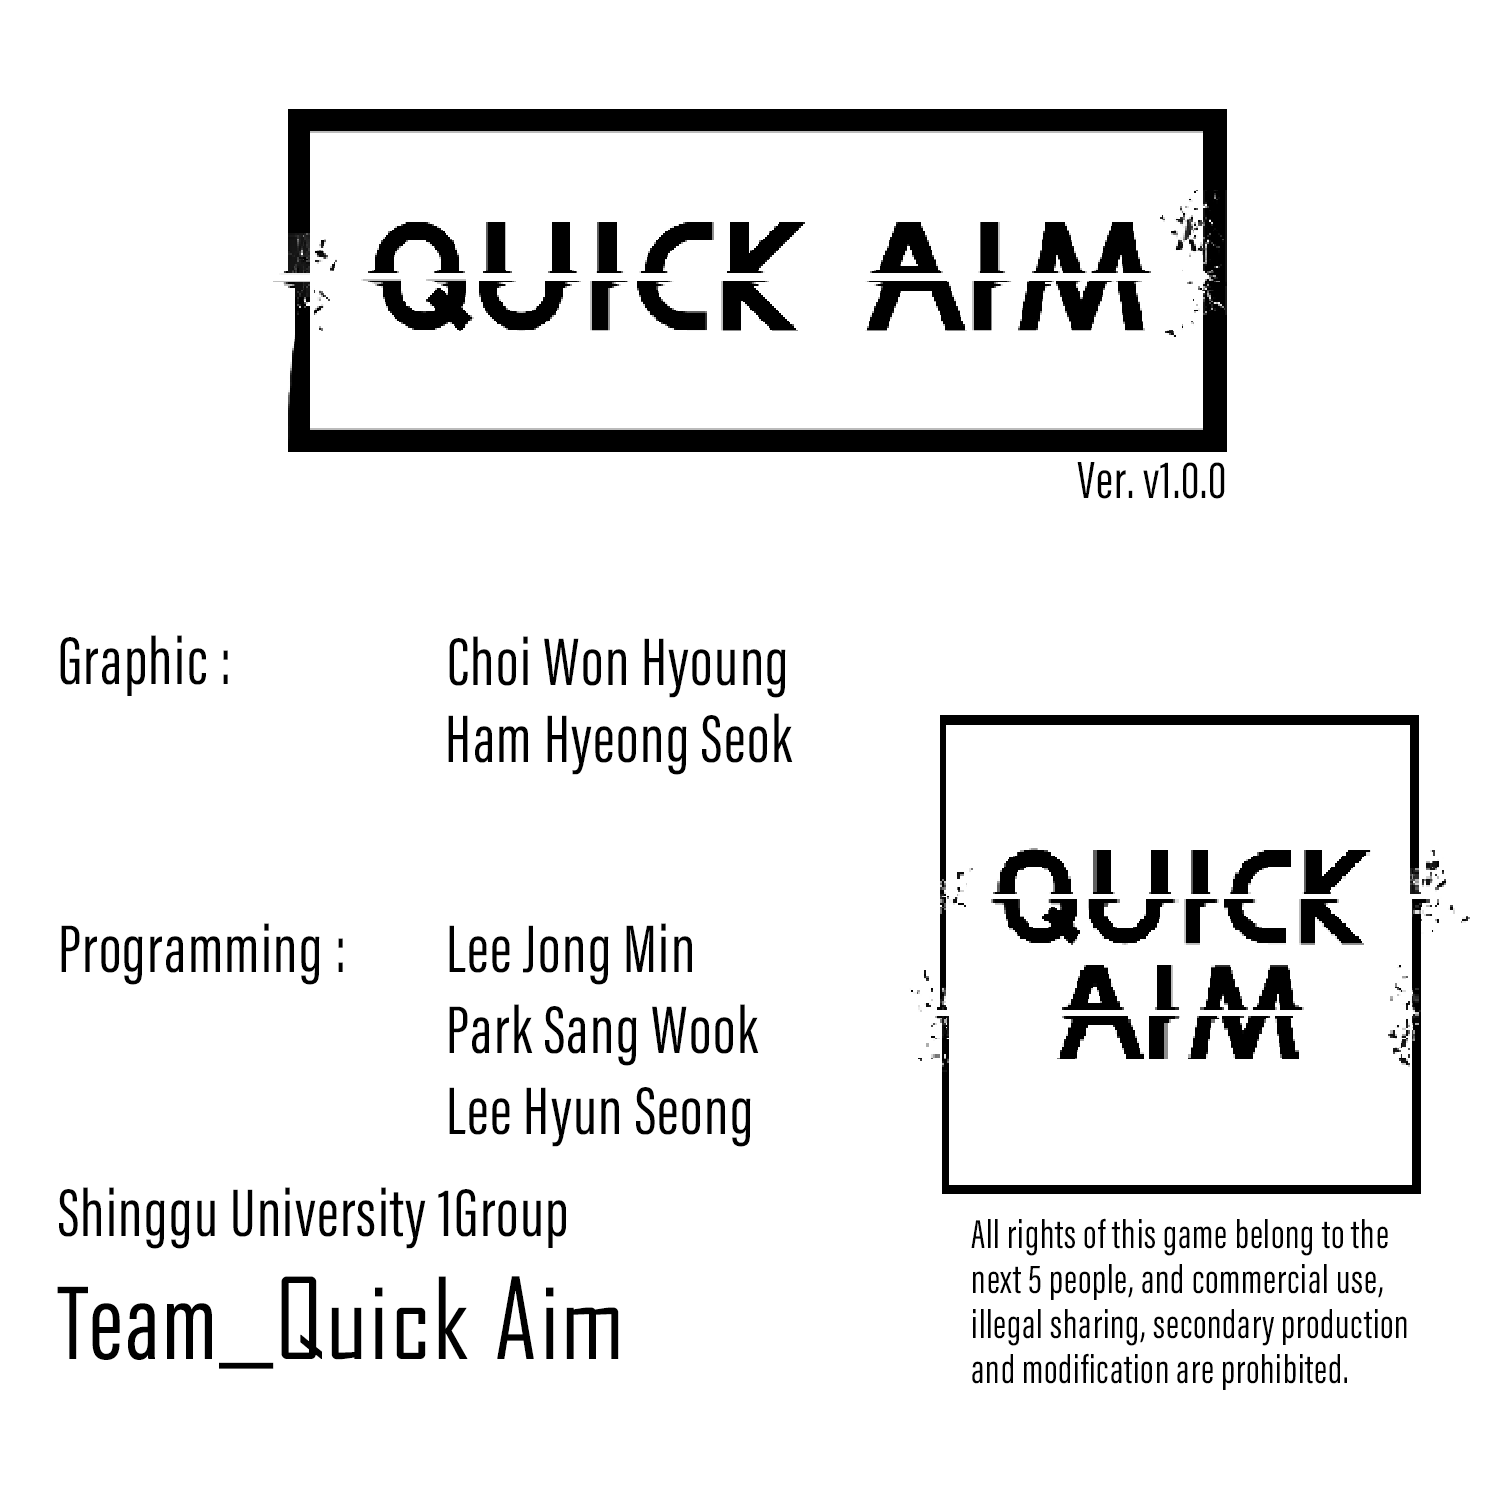 QUICK AIM
Ver. v1.0.0
Graphic :
Choi Won Hyoung
Ham Hyeong Seok
Programming :
Lee Jong Min
Park Sang Wook
Lee Hyun Seong
Shinggu University 1Group
Team_Quick Aim
QUICK
AIM
All rights of this game belong to the
next 5 people, and commercial use,
illegal sharing, secondary production
and modification are prohibited.